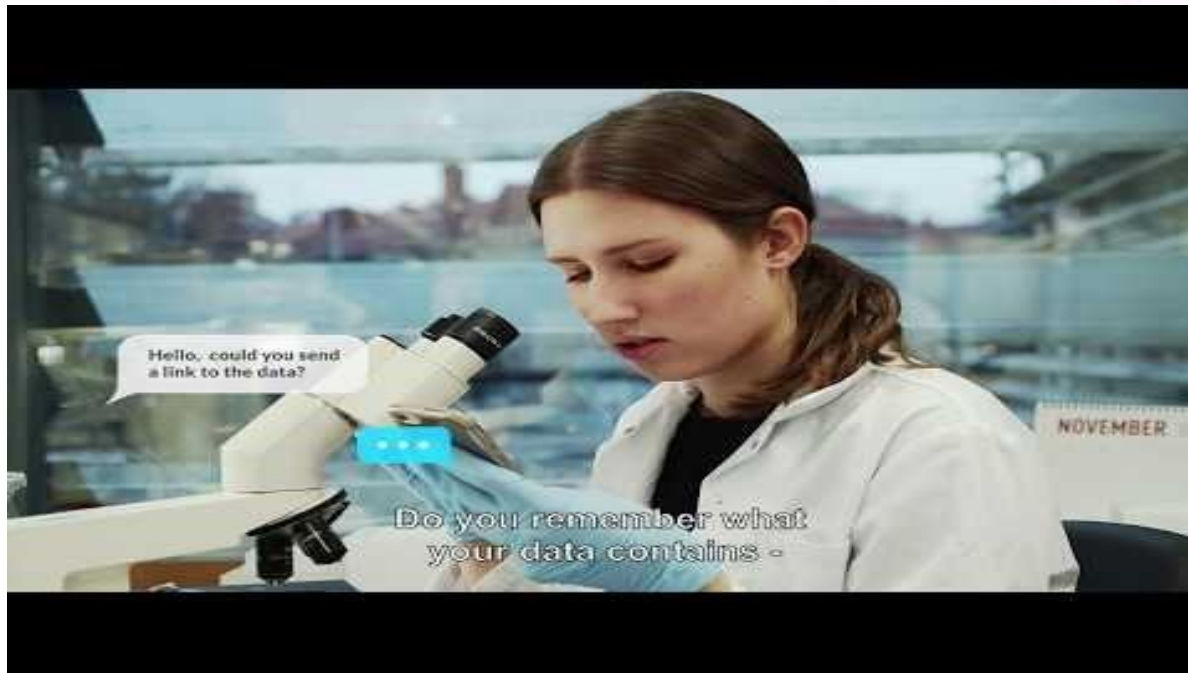 Hello, could you send
a link to the data?
NOVEMBER
Do you remember what
your data contains -